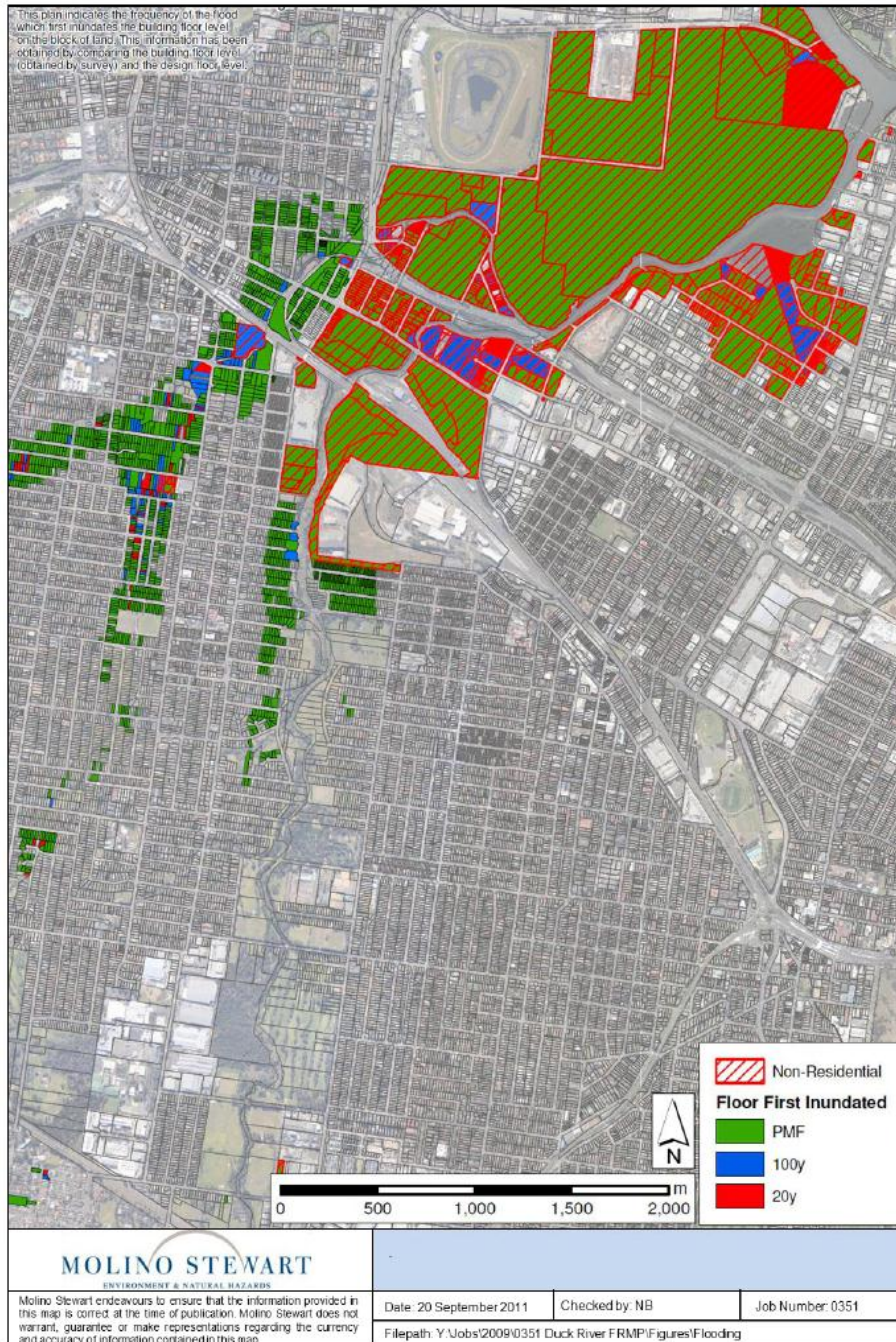 This plan indicates the frequency of the flood
which first inundates the building floor level
on the block of land. This information has been
obtained by comparing the building floor level
(obtained by survey) and the design floor level.
Non-Residential
Floor First Inundated
PMF
100y
20y
N
0 500 1,000 1,500 2,000 m
MOLINO STEWART
ENVIRONMENT & NATURAL HAZARDS
Molino Stewart endeavours to ensure that the information provided in
this map is correct at the time of publication. Molino Stewart does not
warrant, guarantee or make representations regarding the currency
and accuracy of information contained in this map.
Date: 20 September 2011
Checked by: NB
Job Number: 0351
Filepath: Y:\Jobs\2009\0351 Duck River FRMP\Figures\Flooding